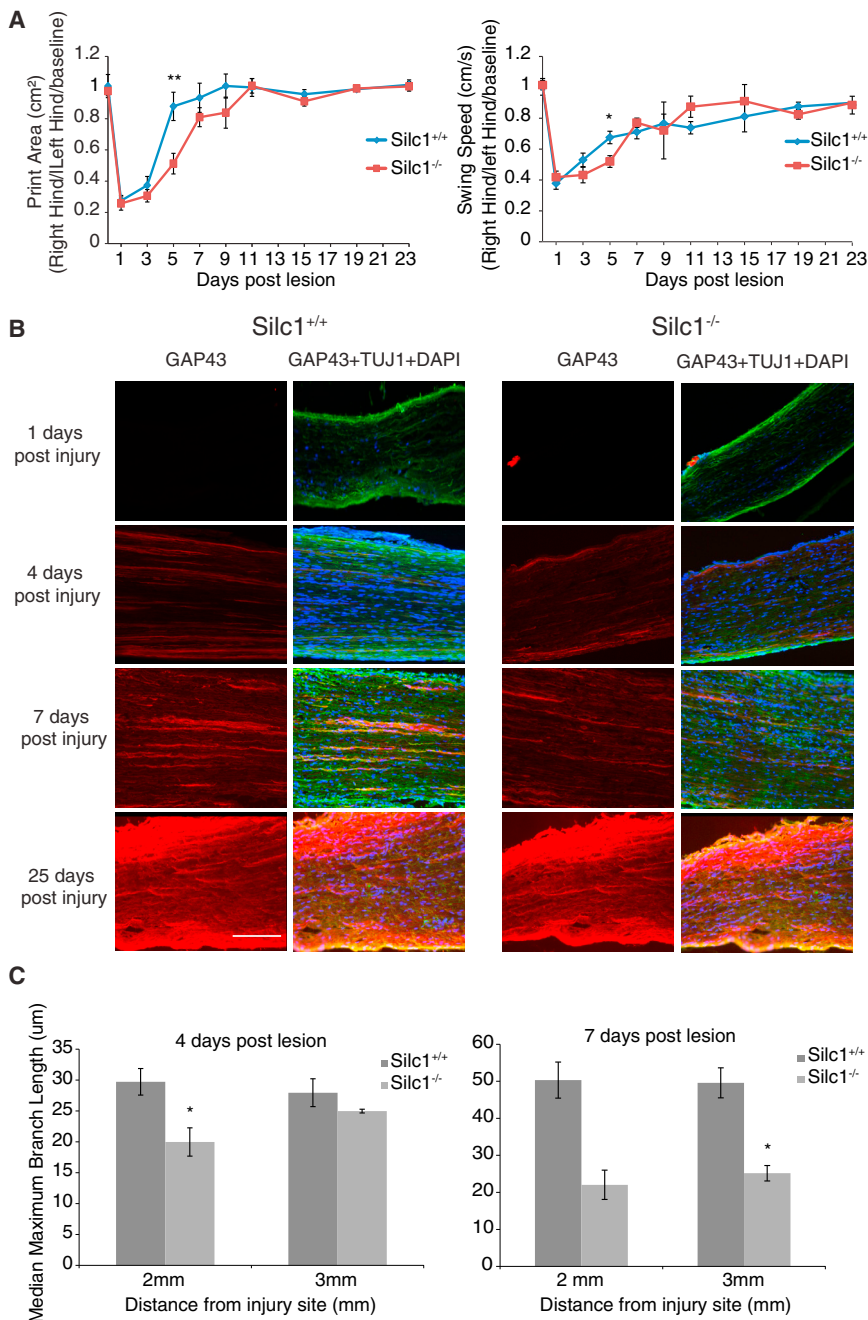 A
Print Area (cm²)
(Right Hind/lLeft Hind/baseline)
1.2
1
0.8
0.6
0.4
0.2
0
**
Silc1+/+
Silc1-/-
1 3 5 7 9 11 13 15 17 19 21 23
Days post lesion
Swing Speed (cm/s)
(Right Hind/left Hind/baseline)
1.2
1
0.8
0.6
0.4
0.2
0
*
Silc1+/+
Silc1-/-
1 3 5 7 9 11 13 15 17 19 21 23
Days post lesion
B
Silc1+/+ Silc1-/-
GAP43 GAP43+TUJ1+DAPI GAP43 GAP43+TUJ1+DAPI
1 days
post injury
4 days
post injury
7 days
post injury
25 days
post injury
C
Median Maximum Branch Length (um)
4 days post lesion
35
30
25
20
15
10
5
0
Silc1+/+
Silc1-/-
*
2mm 3mm
Distance from injury site (mm)
7 days post lesion
60
50
40
30
20
10
0
Silc1+/+
Silc1-/-
*
2 mm 3mm
Distance from injury site (mm)